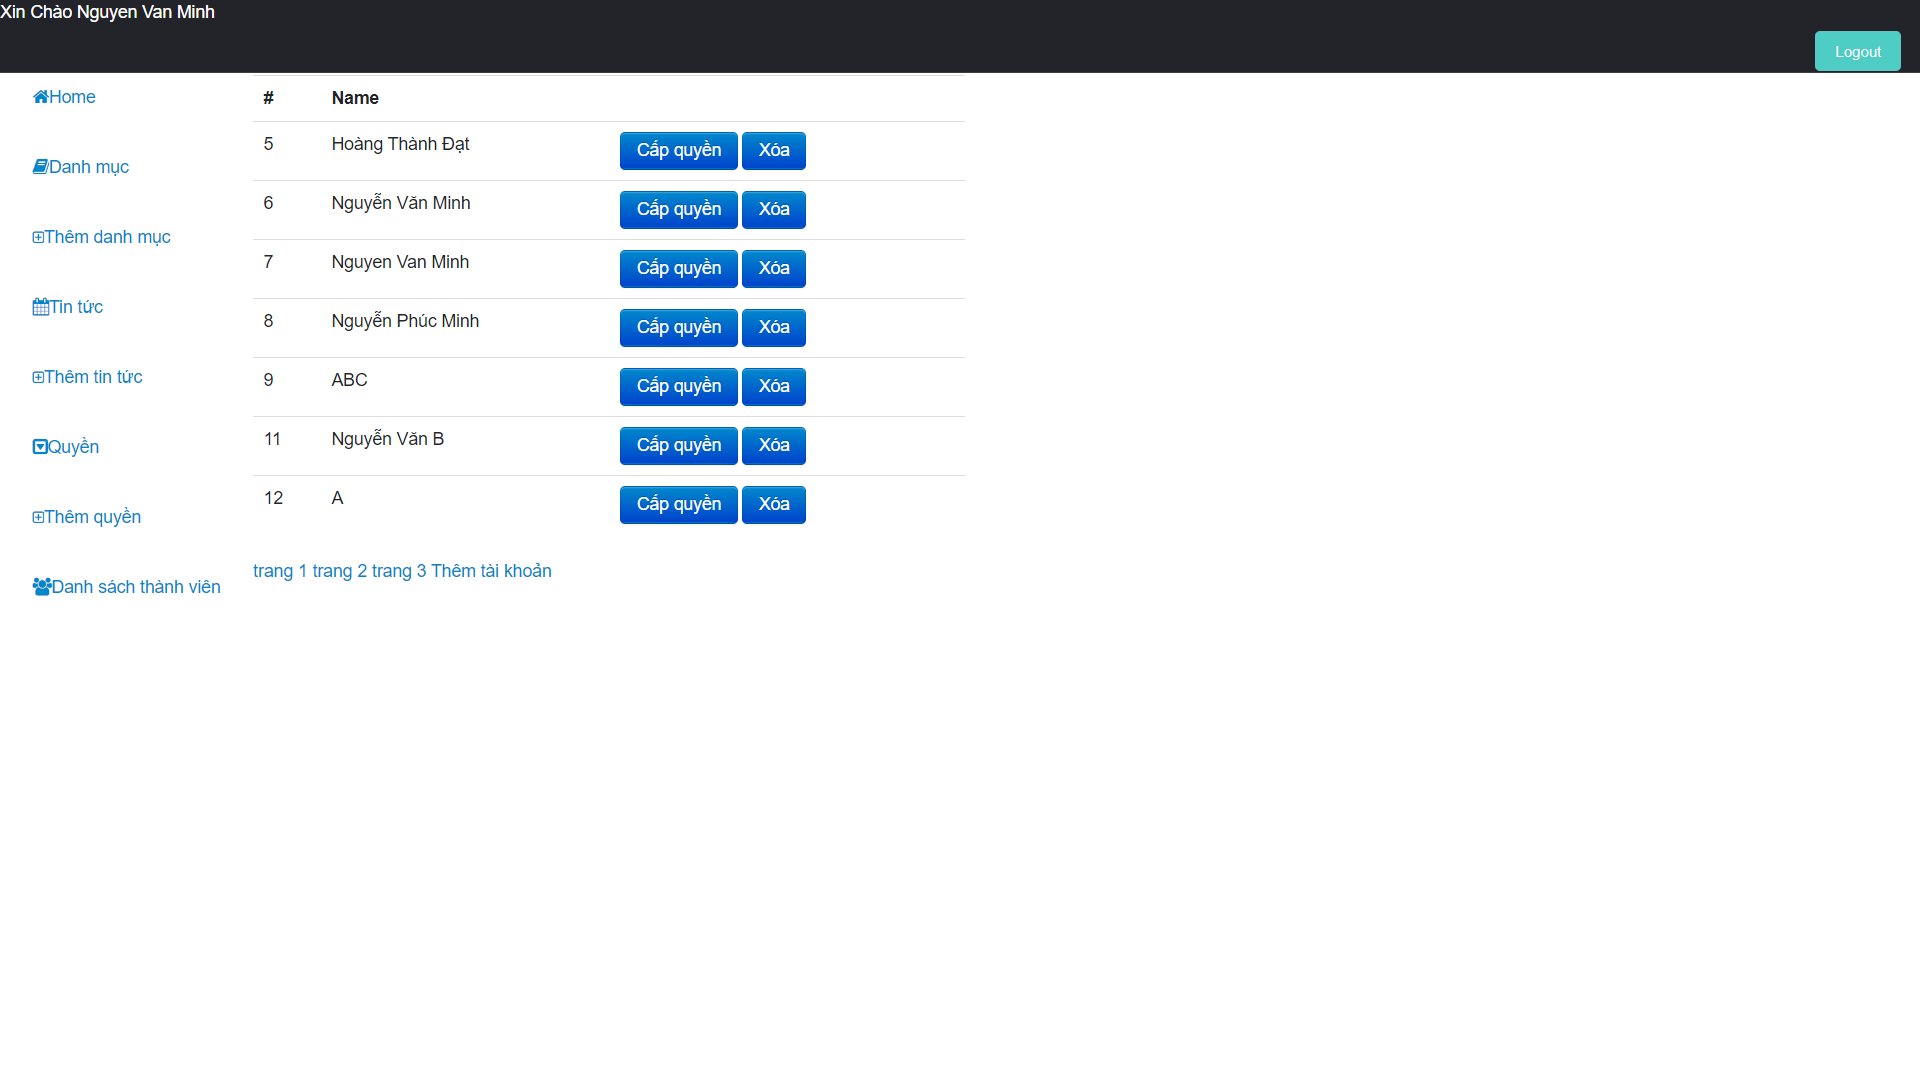 Xin Chào Nguyen Van Minh
Logout
Home
Danh mục
Thêm danh mục
Tin tức
Thêm tin tức
Quyền
Thêm quyền
Danh sách thành viên
# Name
5 Hoàng Thành Đạt Cấp quyền Xóa
6 Nguyễn Văn Minh Cấp quyền Xóa
7 Nguyen Van Minh Cấp quyền Xóa
8 Nguyễn Phúc Minh Cấp quyền Xóa
9 ABC Cấp quyền Xóa
11 Nguyễn Văn B Cấp quyền Xóa
12 A Cấp quyền Xóa
trang 1 trang 2 trang 3 Thêm tài khoản